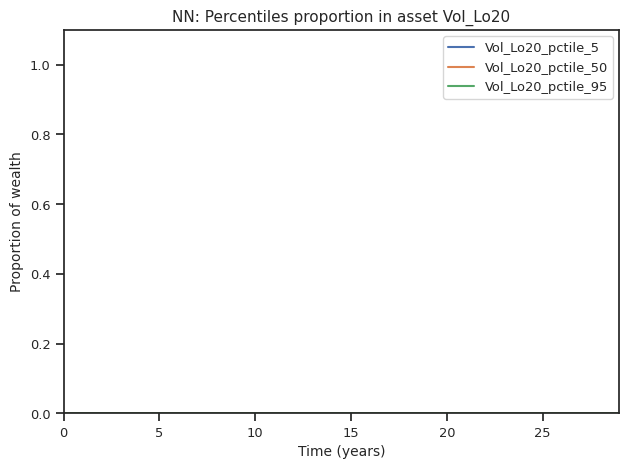 NN: Percentiles proportion in asset Vol_Lo20
Vol_Lo20_pctile_5
Vol_Lo20_pctile_50
Vol_Lo20_pctile_95
Proportion of wealth
1.0
0.8
0.6
0.4
0.2
0.0
0 5 10 15 20 25
Time (years)